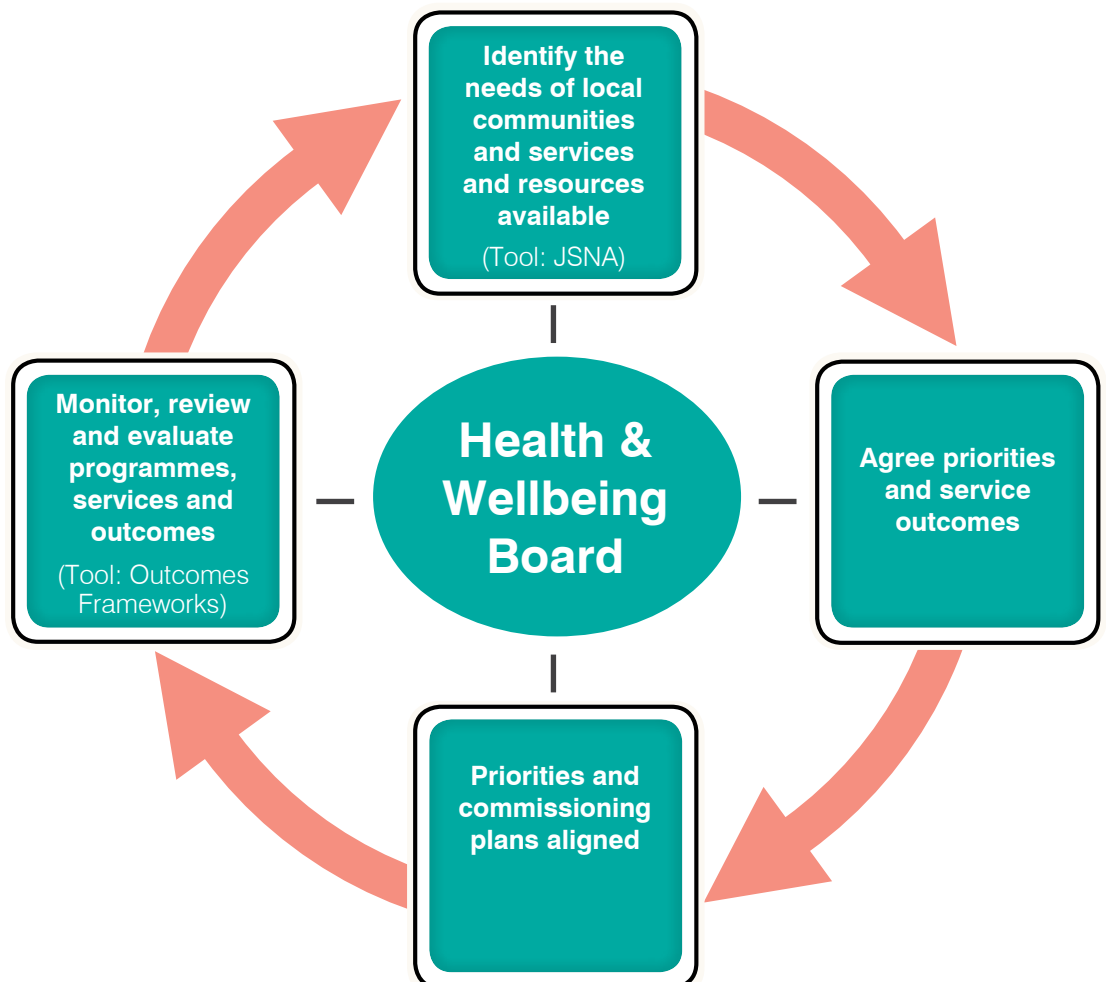 Identify the
needs of local
communities
and services
and resources
available
(Tool: JSNA)
Monitor, review
and evaluate
programmes,
services and
outcomes
(Tool: Outcomes
Frameworks)
Health &
Wellbeing
Board
Agree priorities
and service
outcomes
Priorities and
commissioning
plans aligned